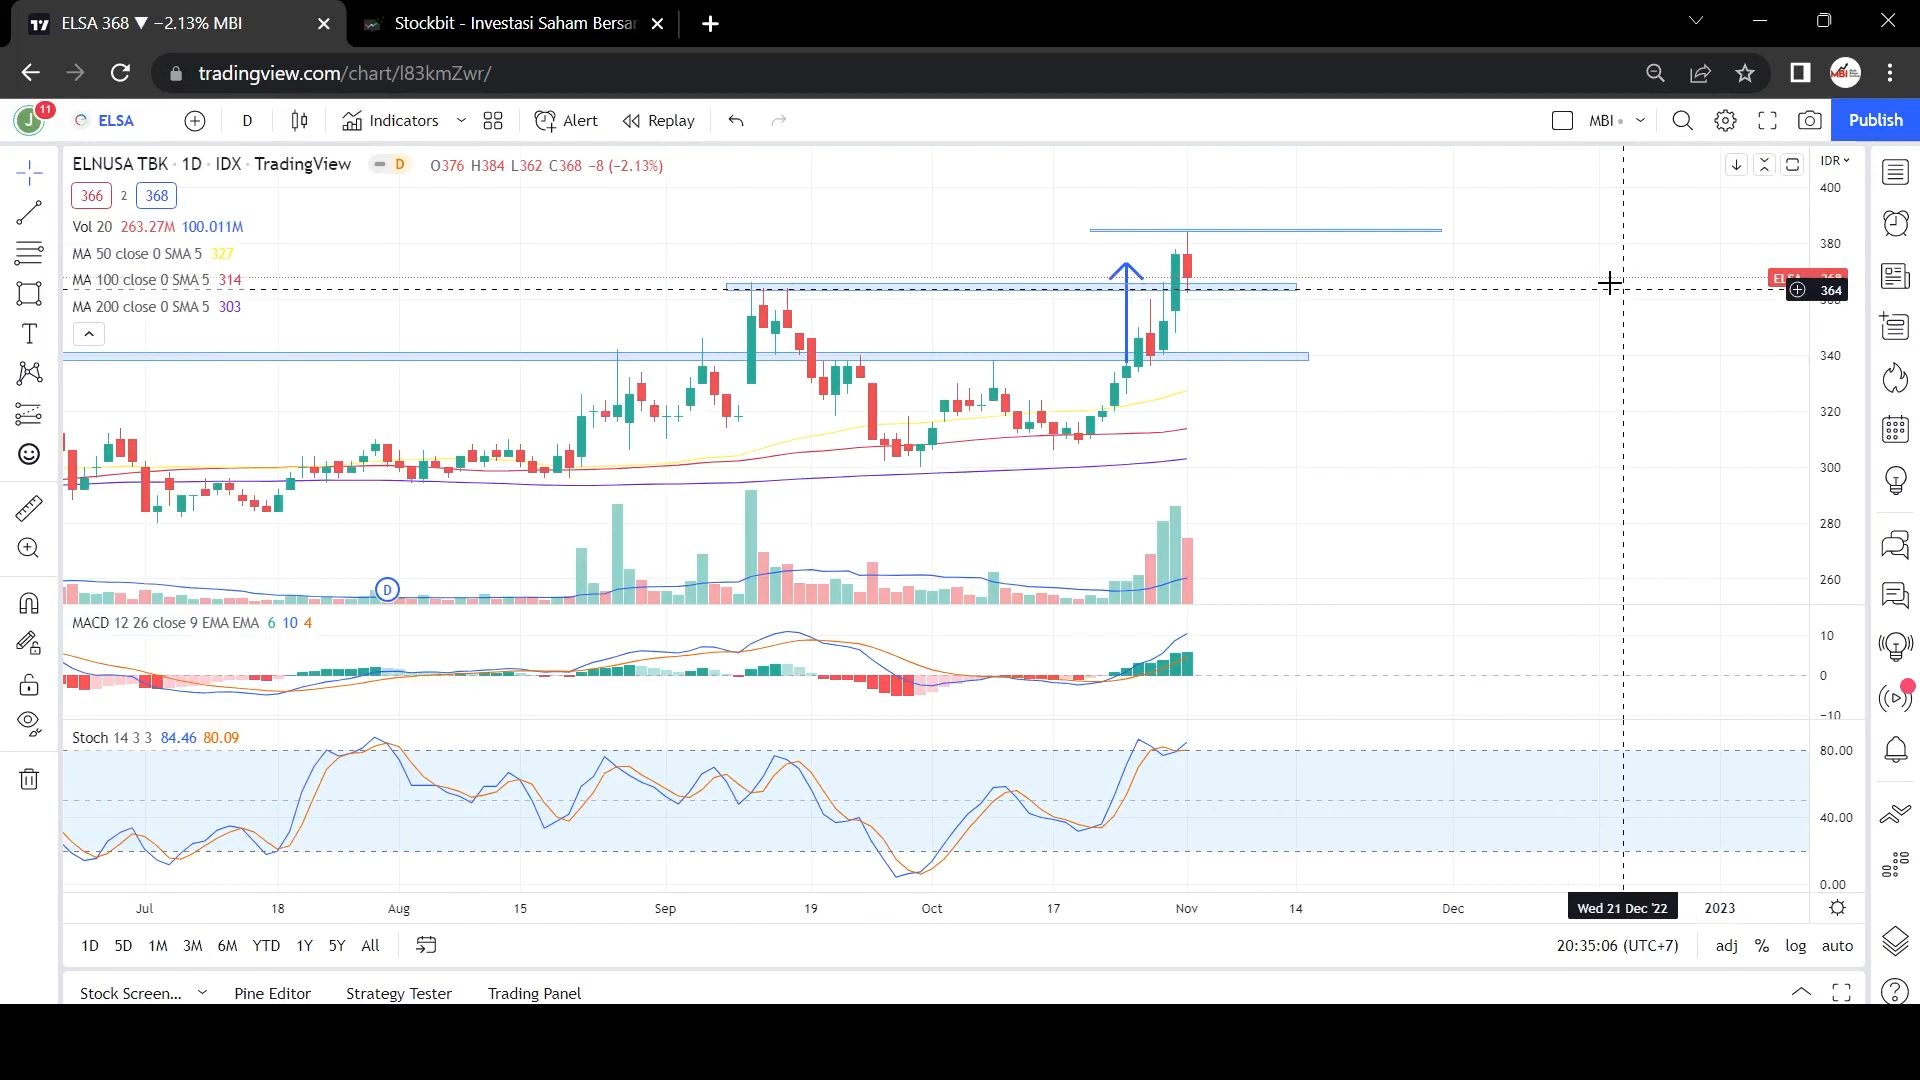 ELSA 368 ▼ −2.13% MBI
Stockbit - Investasi Saham Bersar
tradingview.com/chart/l83kmZwr/
J 11 ELSA D Indicators Alert Replay MBI Publish
ELNUSA TBK · 1D · IDX · TradingView D O376 H384 L362 C368 −8 (−2.13%) IDR
366 2 368
Vol 20 263.27M 100.011M
MA 50 close 0 SMA 5 327
MA 100 close 0 SMA 5 314
MA 200 close 0 SMA 5 303
400
380
364
340
320
300
280
260
D
MACD 12 26 close 9 EMA EMA 6 10 4
10
0
−10
Stoch 14 3 3 84.46 80.09
80.00
40.00
0.00
Jul 18 Aug 15 Sep 19 Oct 17 Nov 14 Dec Wed 21 Dec '22 2023
1D 5D 1M 3M 6M YTD 1Y 5Y All 20:35:06 (UTC+7) adj % log auto
Stock Screen... Pine Editor Strategy Tester Trading Panel